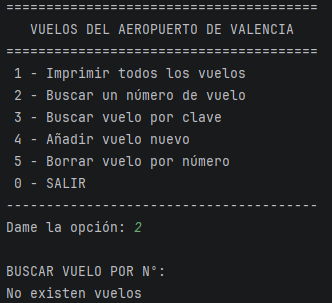 =======================================
VUELOS DEL AEROPUERTO DE VALENCIA
=======================================
1 - Imprimir todos los vuelos
2 - Buscar un número de vuelo
3 - Buscar vuelo por clave
4 - Añadir vuelo nuevo
5 - Borrar vuelo por número
0 - SALIR
---------------------------------------
Dame la opción: 2

BUSCAR VUELO POR N°:
No existen vuelos